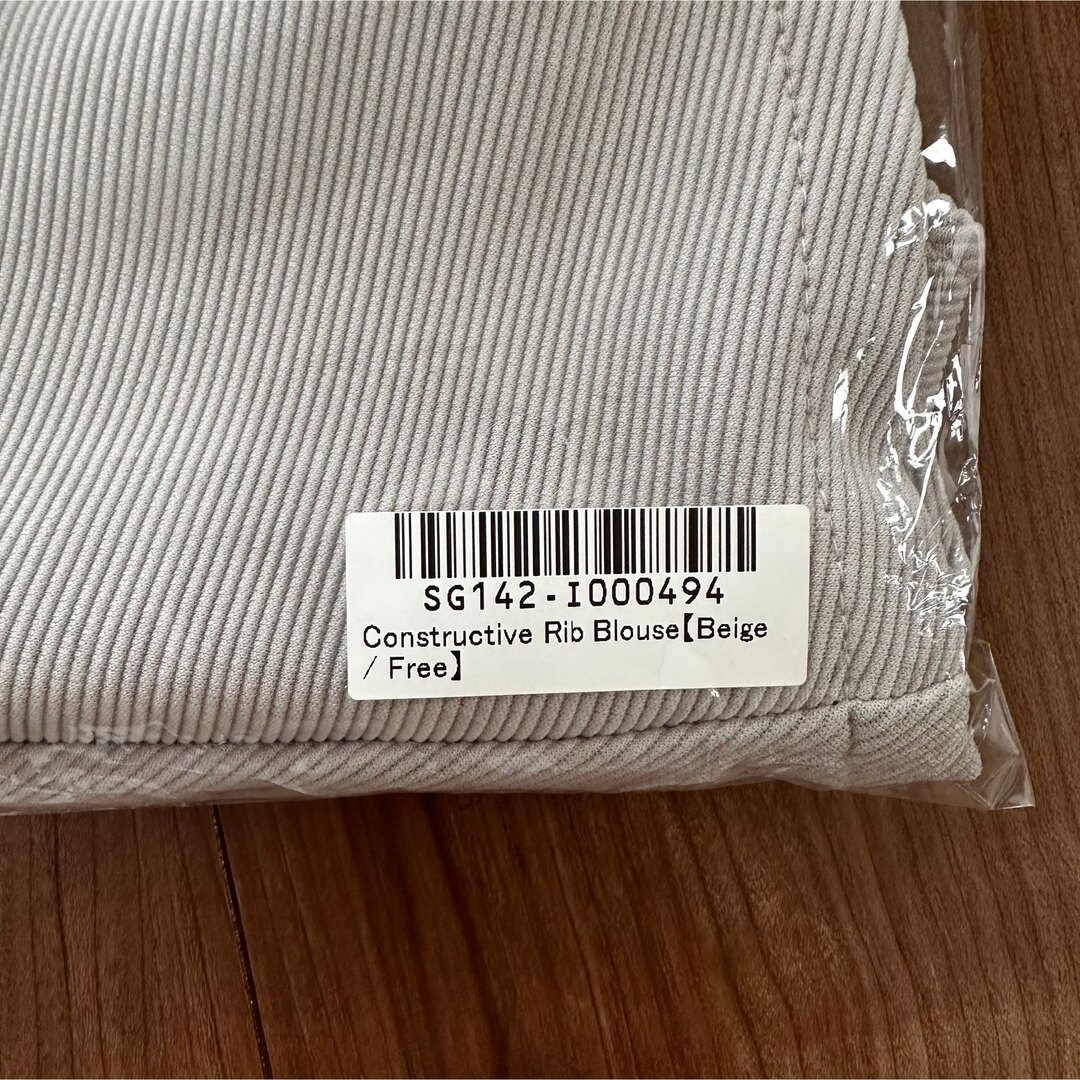 SG142-I000494
Constructive Rib Blouse【Beige
/ Free】